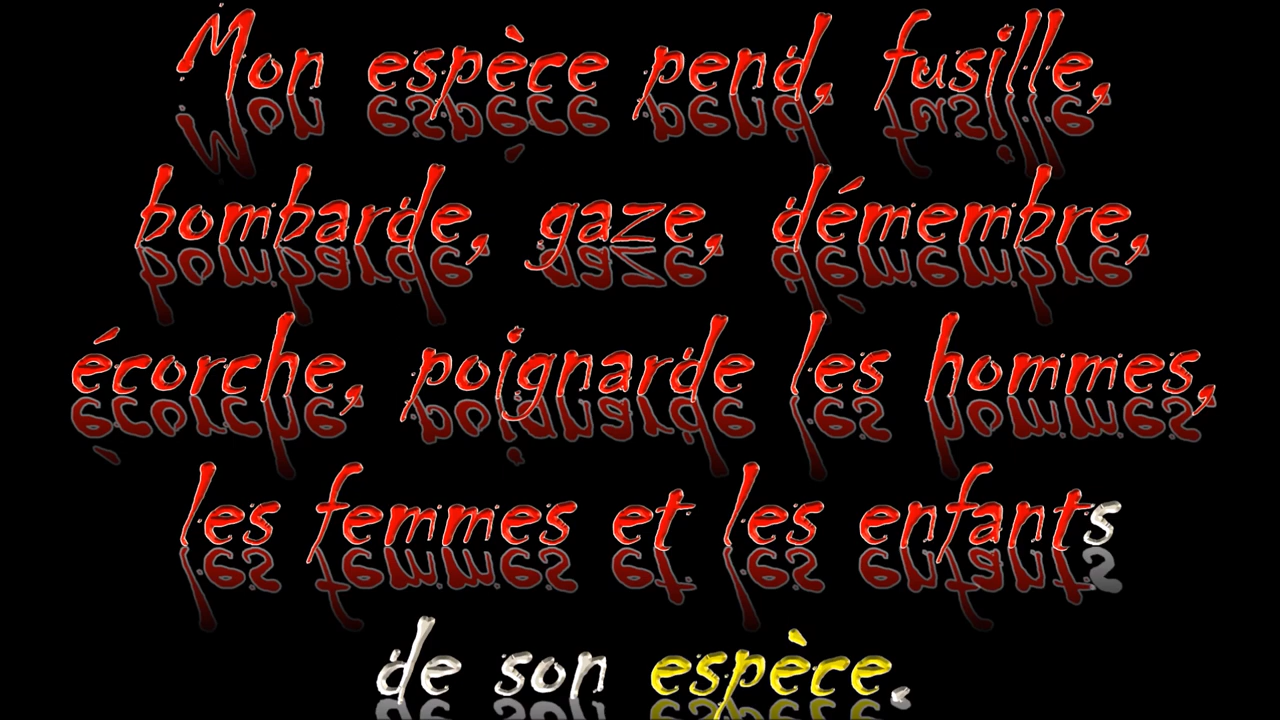 Mon espèce pend, fusille,
bombarde, gaze, démembre,
écorche, poignarde les hommes,
les femmes et les enfants
de son espèce.